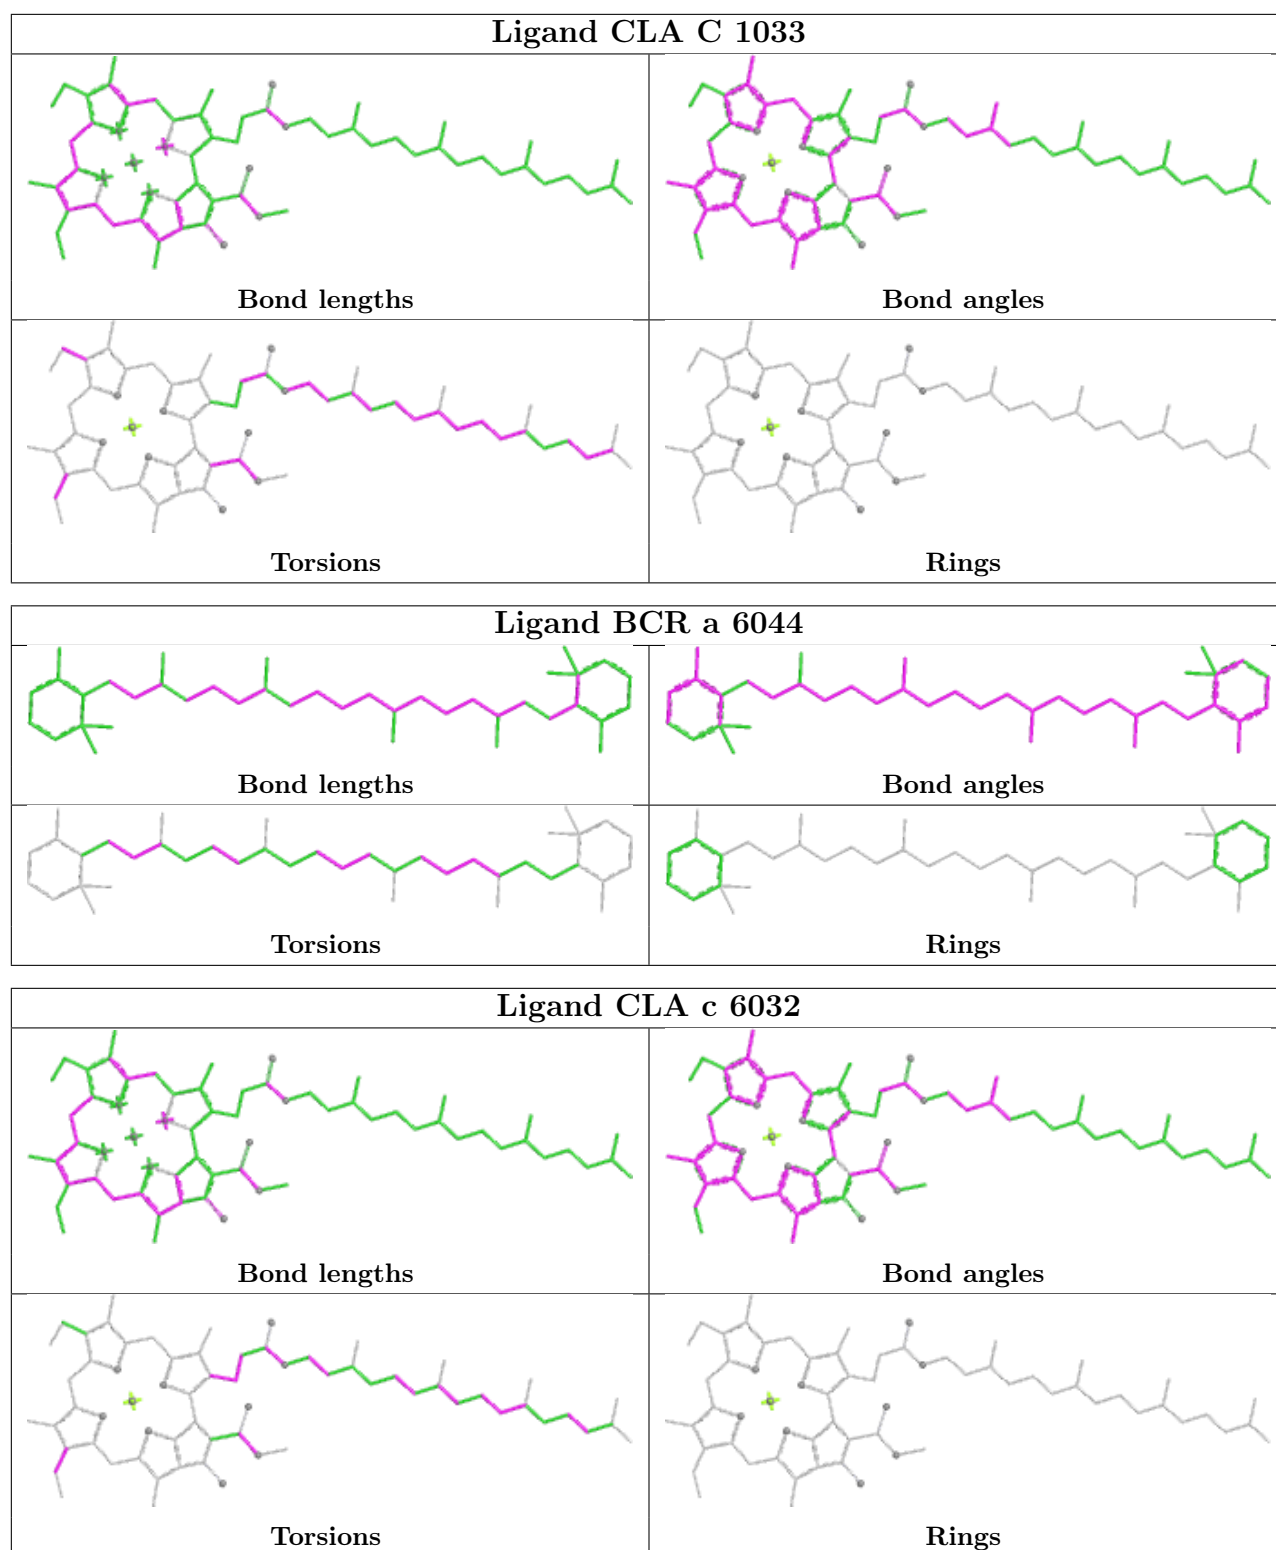 Ligand CLA C 1033
Bond lengths
Bond angles
Torsions
Rings
Ligand BCR a 6044
Bond lengths
Bond angles
Torsions
Rings
Ligand CLA c 6032
Bond lengths
Bond angles
Torsions
Rings